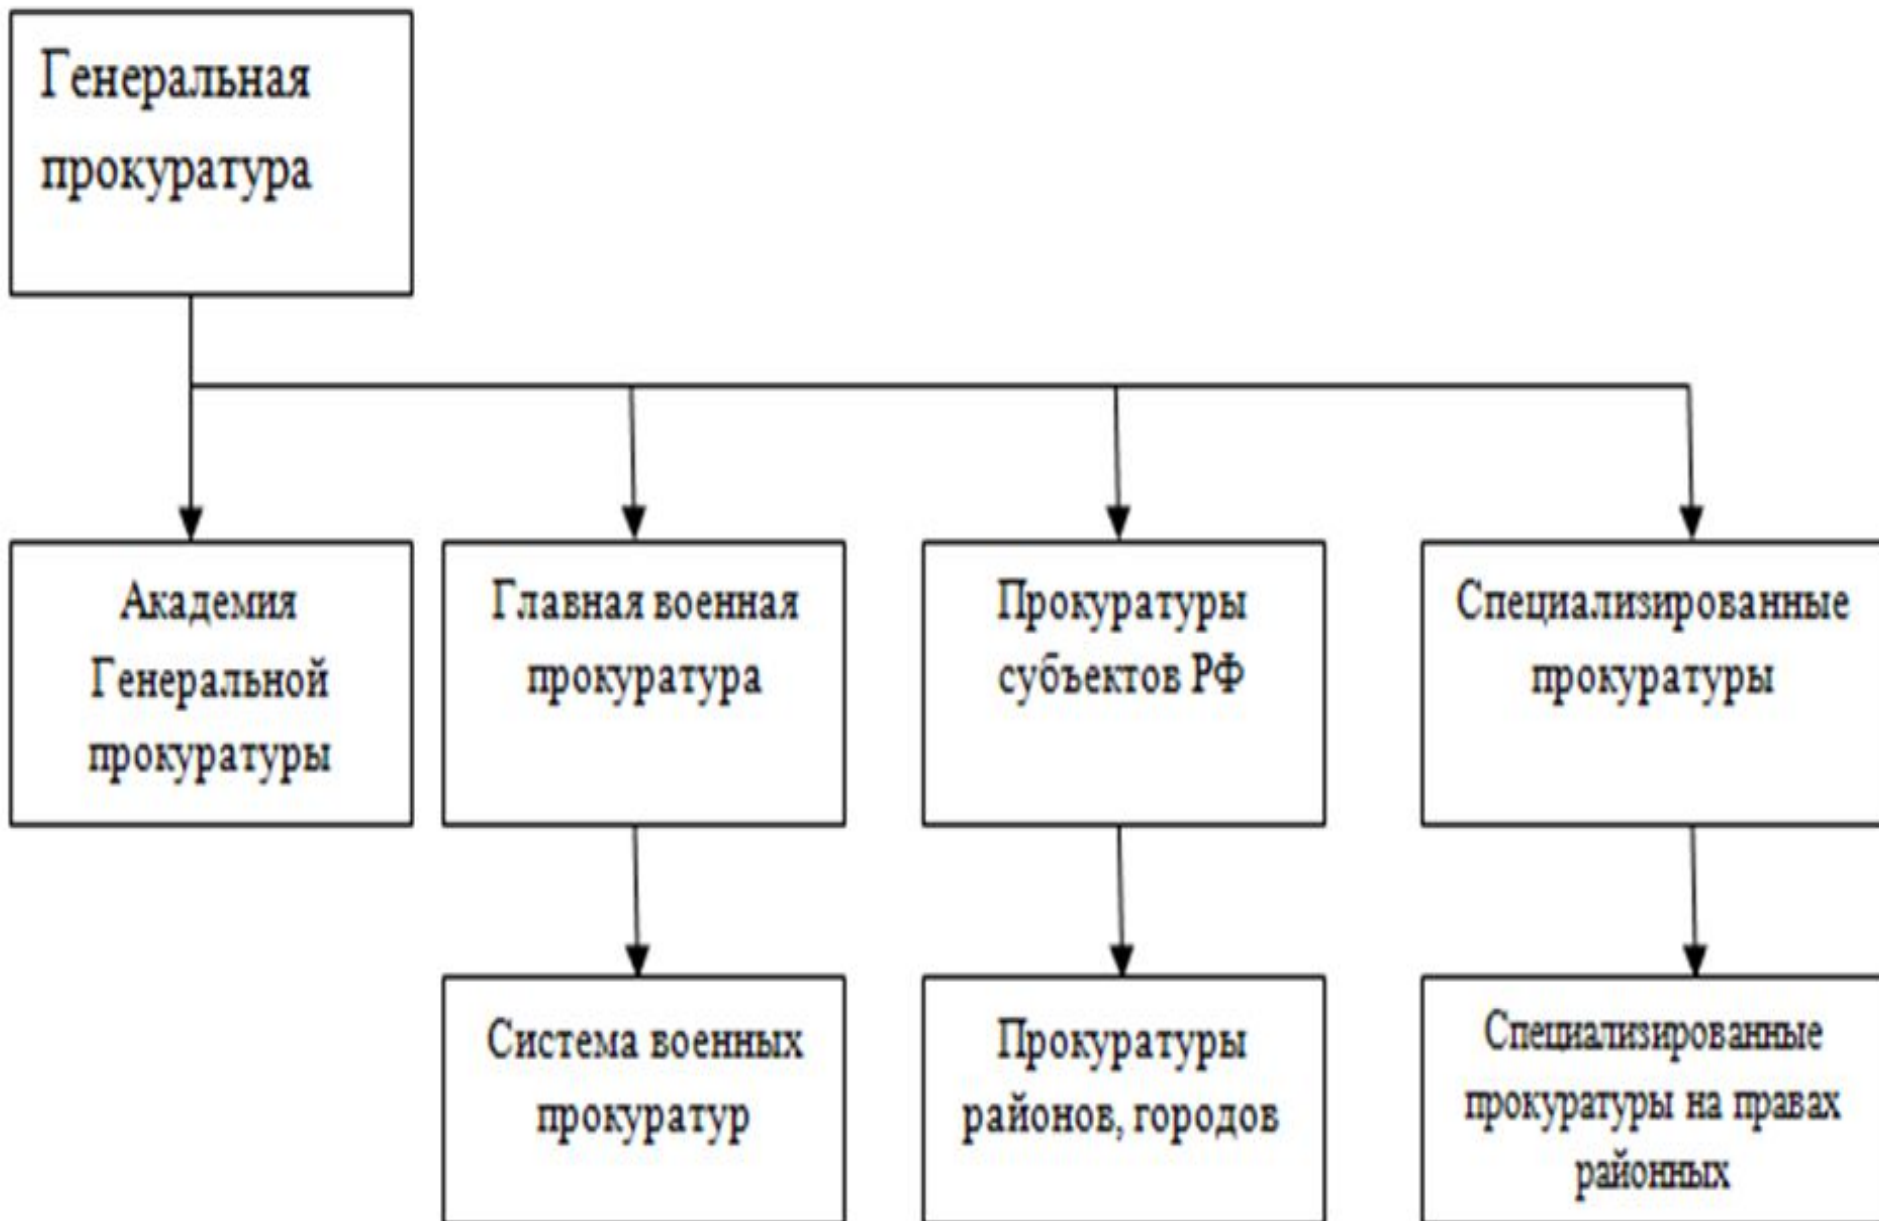 Генеральная
прокуратура
Академия
Генеральной
прокуратуры
Главная военная
прокуратура
Прокуратуры
субъектов РФ
Специализированные
прокуратуры
Система военных
прокуратур
Прокуратуры
районов, городов
Специализированные
прокуратуры на правах
районных